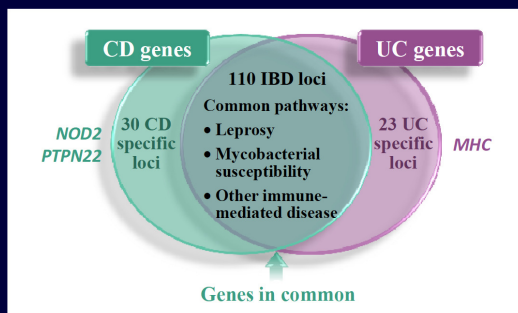 CD genes
UC genes
110 IBD loci
Common pathways:
• Leprosy
• Mycobacterial
susceptibility
• Other immune-
mediated disease
NOD2
PTPN22
30 CD
specific
loci
23 UC
specific
loci
MHC
Genes in common